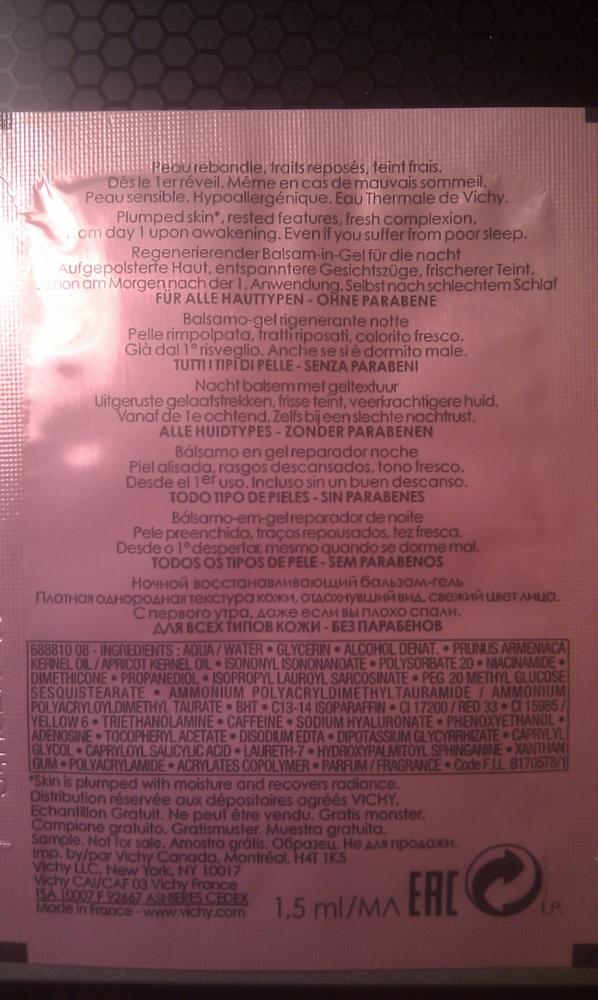 Peau rebondie, traits reposés, teint frais.
Dès le 1er réveil. Même en cas de mauvais sommeil.
Peau sensible. Hypoallergénique. Eau Thermale de Vichy.
Plumped skin*, rested features, fresh complexion.
om day 1 upon awakening. Even if you suffer from poor sleep.
Regenerierender Balsam-in-Gel für die nacht
Aufgepolsterte Haut, entspanntere Gesichtszüge, frischerer Teint.
hon am Morgen nach der 1. Anwendung. Selbst nach schlechtem Schlaf
FÜR ALLE HAUTTYPEN - OHNE PARABENE
Balsamo-gel rigenerante notte
Pelle rimpolpata, tratti riposati, colorito fresco.
Già dal 1° risveglio. Anche se si è dormito male.
TUTTI I TIPI DI PELLE - SENZA PARABENI
Nacht balsem met geltextuur
Uitgeruste gelaatstrekken, frisse teint, veerkrachtigere huid.
Vanaf de 1e ochtend. Zelfs bij een slechte nachtrust.
ALLE HUIDTYPES - ZONDER PARABENEN
Bálsamo en gel reparador noche
Piel alisada, rasgos descansados, tono fresco.
Desde el 1er uso. Incluso sin un buen descanso.
TODO TIPO DE PIELES - SIN PARABENES
Bálsamo-em-gel reparador de noite
Pele preenchida, traços repousados, tez fresca.
Desde o 1° despertar, mesmo quando se dorme mal.
TODOS OS TIPOS DE PELE - SEM PARABENOS
Ночной восстанавливающий бальзам-гель
Плотная однородная текстура кожи, отдохнувший вид, свежий цвет лица.
С первого утра, даже если вы плохо спали.
ДЛЯ ВСЕХ ТИПОВ КОЖИ - БЕЗ ПАРАБЕНОВ
688810 08 - INGREDIENTS : AQUA / WATER • GLYCERIN • ALCOHOL DENAT. • PRUNUS ARMENIACA
KERNEL OIL / APRICOT KERNEL OIL • ISONONYL ISONONANOATE • POLYSORBATE 20 • NIACINAMIDE •
DIMETHICONE • PROPANEDIOL • ISOPROPYL LAUROYL SARCOSINATE • PEG 20 METHYL GLUCOSE
SESQUISTEARATE • AMMONIUM POLYACRYLDIMETHYLTAURAMIDE / AMMONIUM
POLYACRYLOYLDIMETHYL TAURATE • BHT • C13-14 ISOPARAFFIN • CI 17200 / RED 33 • CI 15985 /
YELLOW 6 • TRIETHANOLAMINE • CAFFEINE • SODIUM HYALURONATE • PHENOXYETHANOL •
ADENOSINE • TOCOPHERYL ACETATE • DISODIUM EDTA • DIPOTASSIUM GLYCYRRHIZATE • CAPRYLYL
GLYCOL • CAPRYLOYL SALICYLIC ACID • LAURETH-7 • HYDROXYPALMITOYL SPHINGANINE • XANTHAN
GUM • POLYACRYLAMIDE • ACRYLATES COPOLYMER • PARFUM / FRAGRANCE • Code F.I.L. B170578/1
*Skin is plumped with moisture and recovers radiance.
Distribution réservée aux dépositaires agréés VICHY.
Echantillon Gratuit. Ne peut être vendu. Gratis monster.
Campione gratuito. Gratismuster. Muestra gratuita.
Sample. Not for sale. Amostra grátis. Образец. Не для продажи.
Imp. by/par Vichy Canada, Montréal, H4T 1K5
Vichy LLC, New York, NY 10017
Vichy CAI/CAF 03 Vichy France
TSA 10007 F 92667 ASNIERES CEDEX
Made in France - www.vichy.com
1.5 ml/МЛ
EAC
I.P.